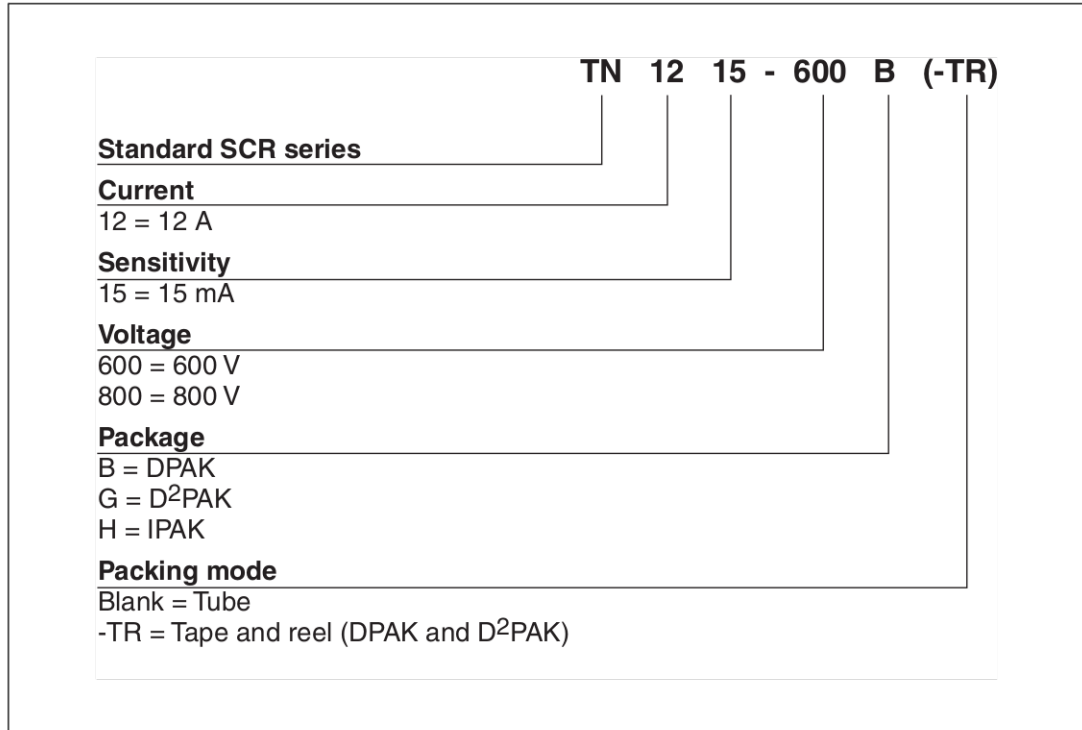 TN 12 15 - 600 B (-TR)
Standard SCR series
Current
12 = 12 A
Sensitivity
15 = 15 mA
Voltage
600 = 600 V
800 = 800 V
Package
B = DPAK
G = D²PAK
H = IPAK
Packing mode
Blank = Tube
-TR = Tape and reel (DPAK and D²PAK)